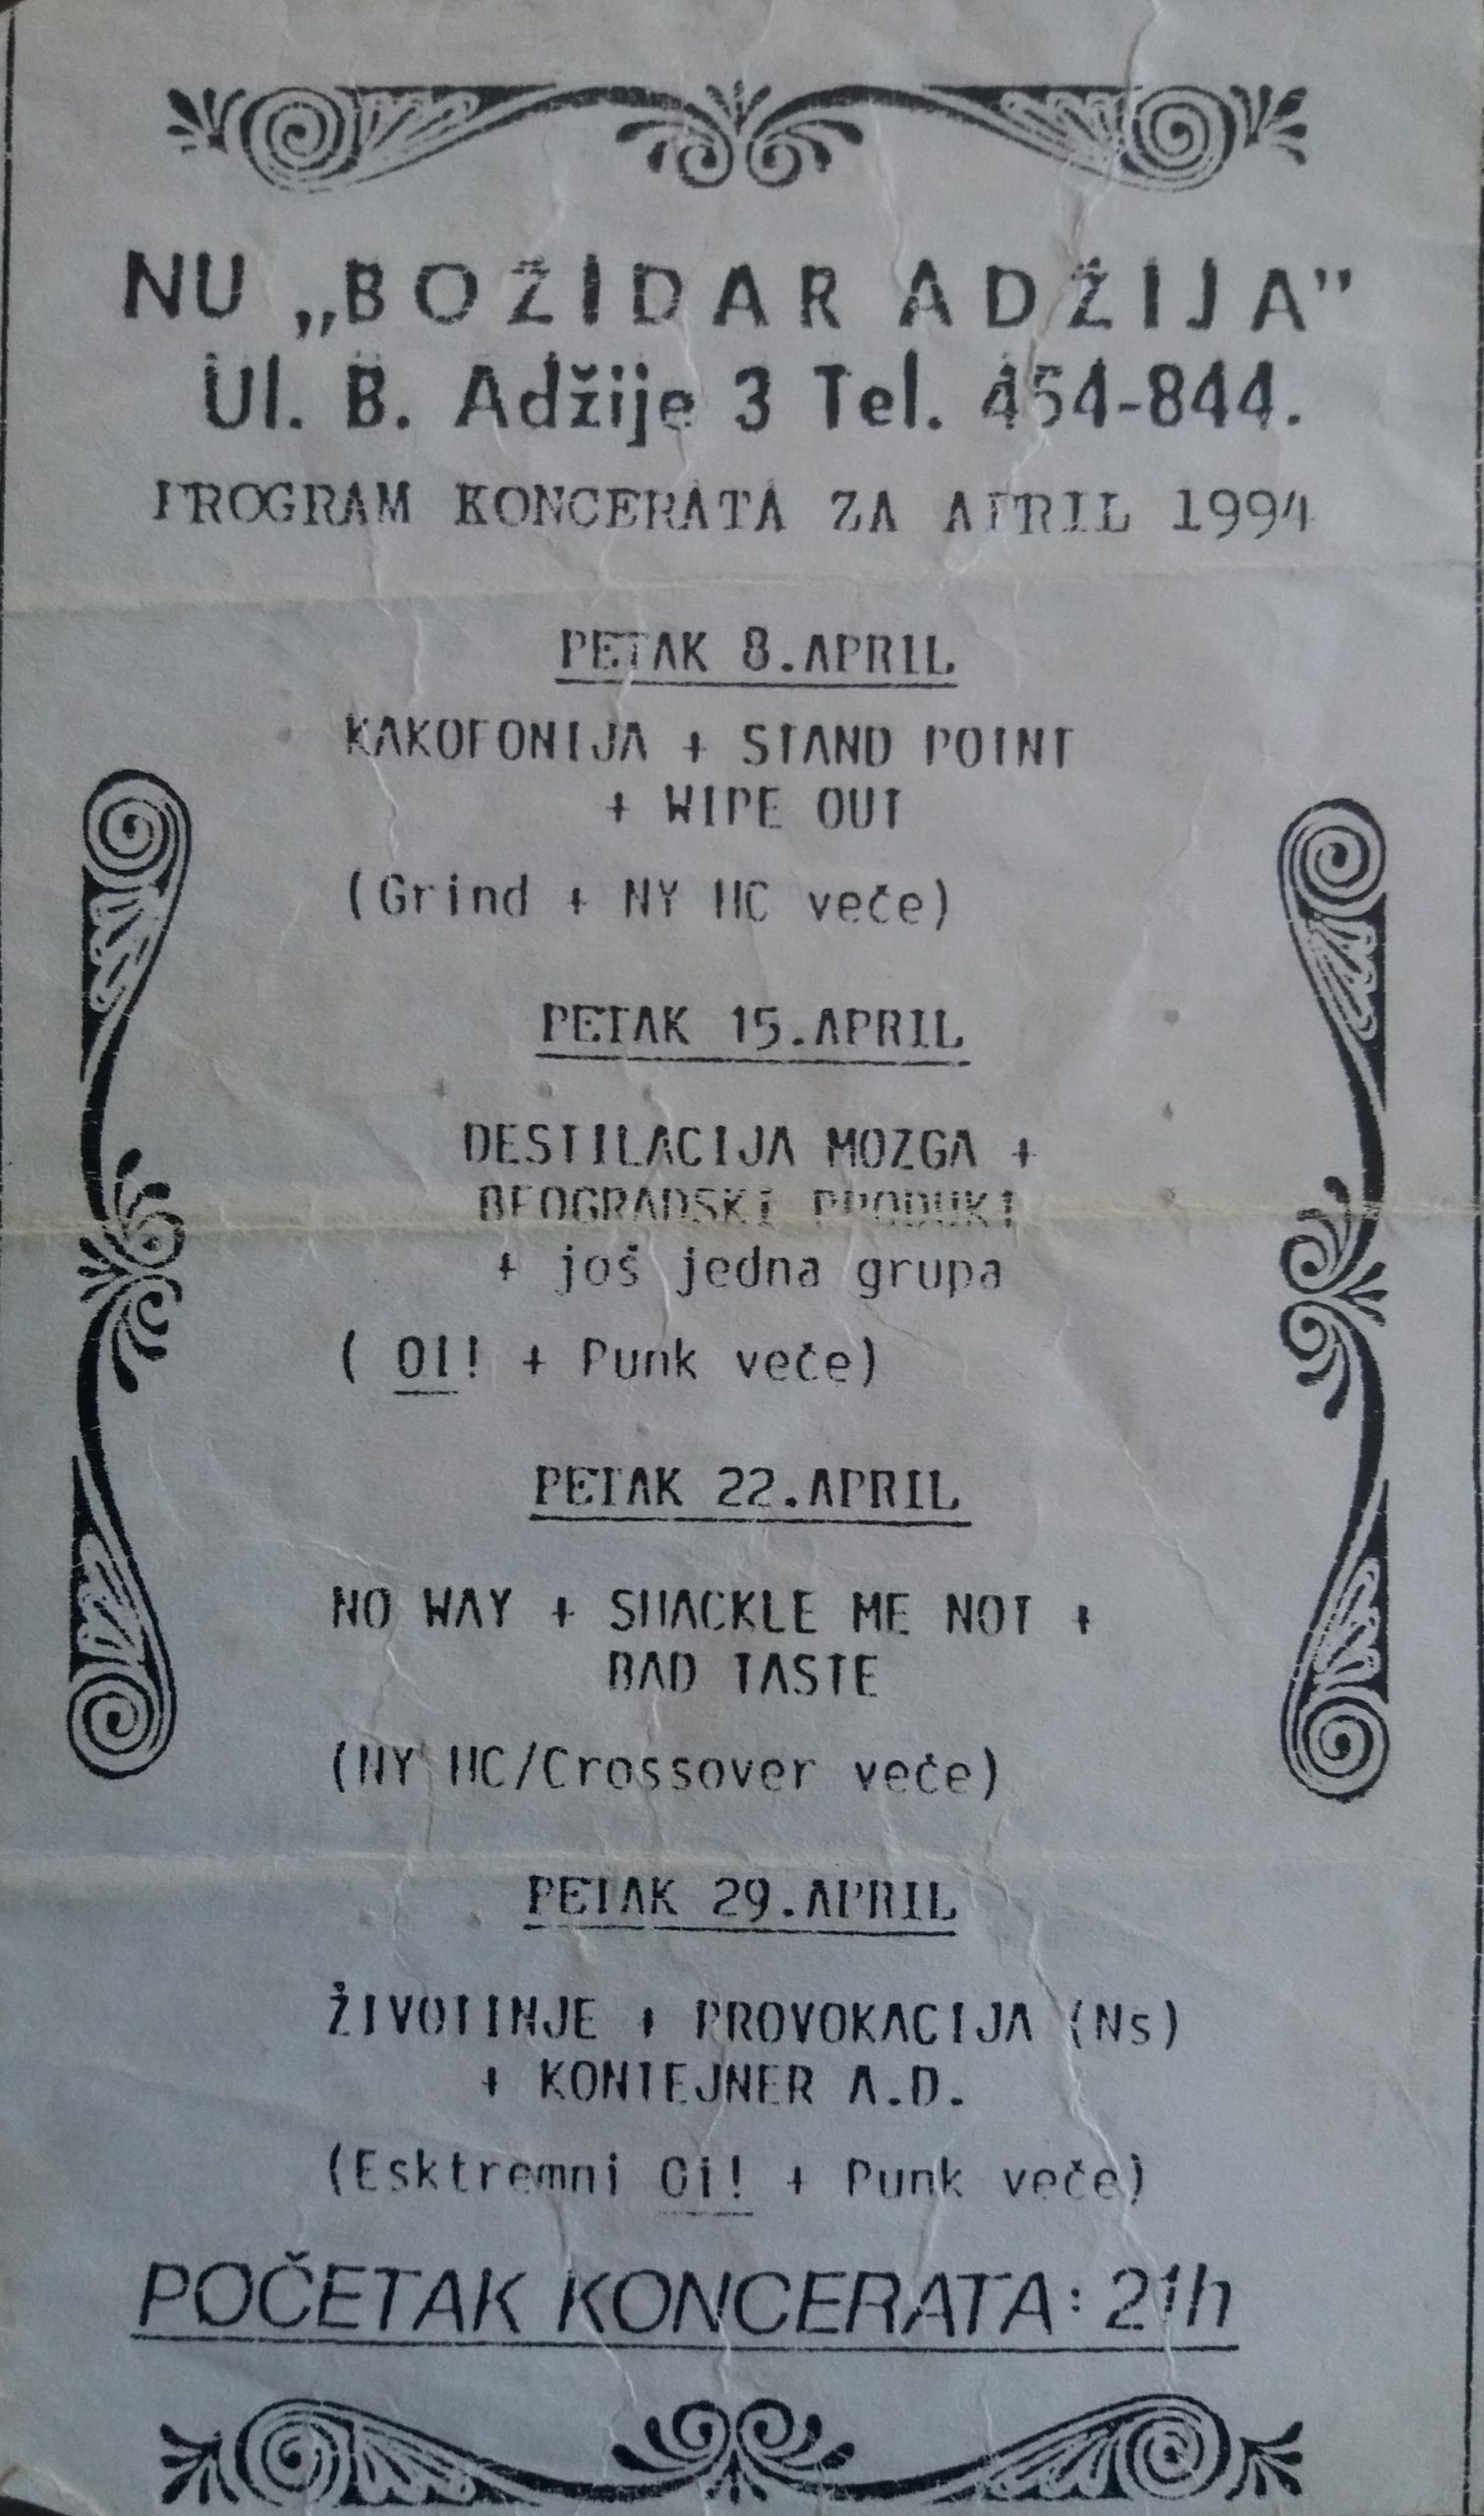 NU „BOŽIDAR ADŽIJA”
Ul. B. Adžije 3 Tel. 454-844.
PROGRAM KONCERATA ZA APRIL 1994
PETAK 8.APRIL
KAKOFONIJA + STAND POINT
+ WIPE OUT
(Grind + NY HC veče)
PETAK 15.APRIL
DESTILACIJA MOZGA +
BEOGRADSKI PRODUKT
+ još jedna grupa
( OI! + Punk veče)
PETAK 22.APRIL
NO WAY + SHACKLE ME NOT +
BAD TASTE
(NY HC/Crossover veče)
PETAK 29.APRIL
ŽIVOTINJE + PROVOKACIJA (Ns)
+ KONTEJNER A.D.
(Esktremni Oi! + Punk veče)
POČETAK KONCERATA: 21h